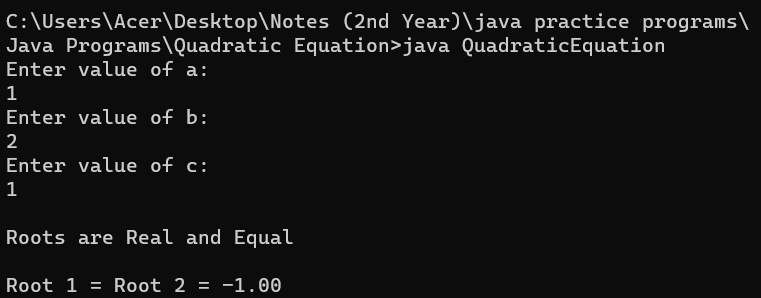 C:\Users\Acer\Desktop\Notes (2nd Year)\java practice programs\
Java Programs\Quadratic Equation>java QuadraticEquation
Enter value of a:
1
Enter value of b:
2
Enter value of c:
1
Roots are Real and Equal
Root 1 = Root 2 = -1.00